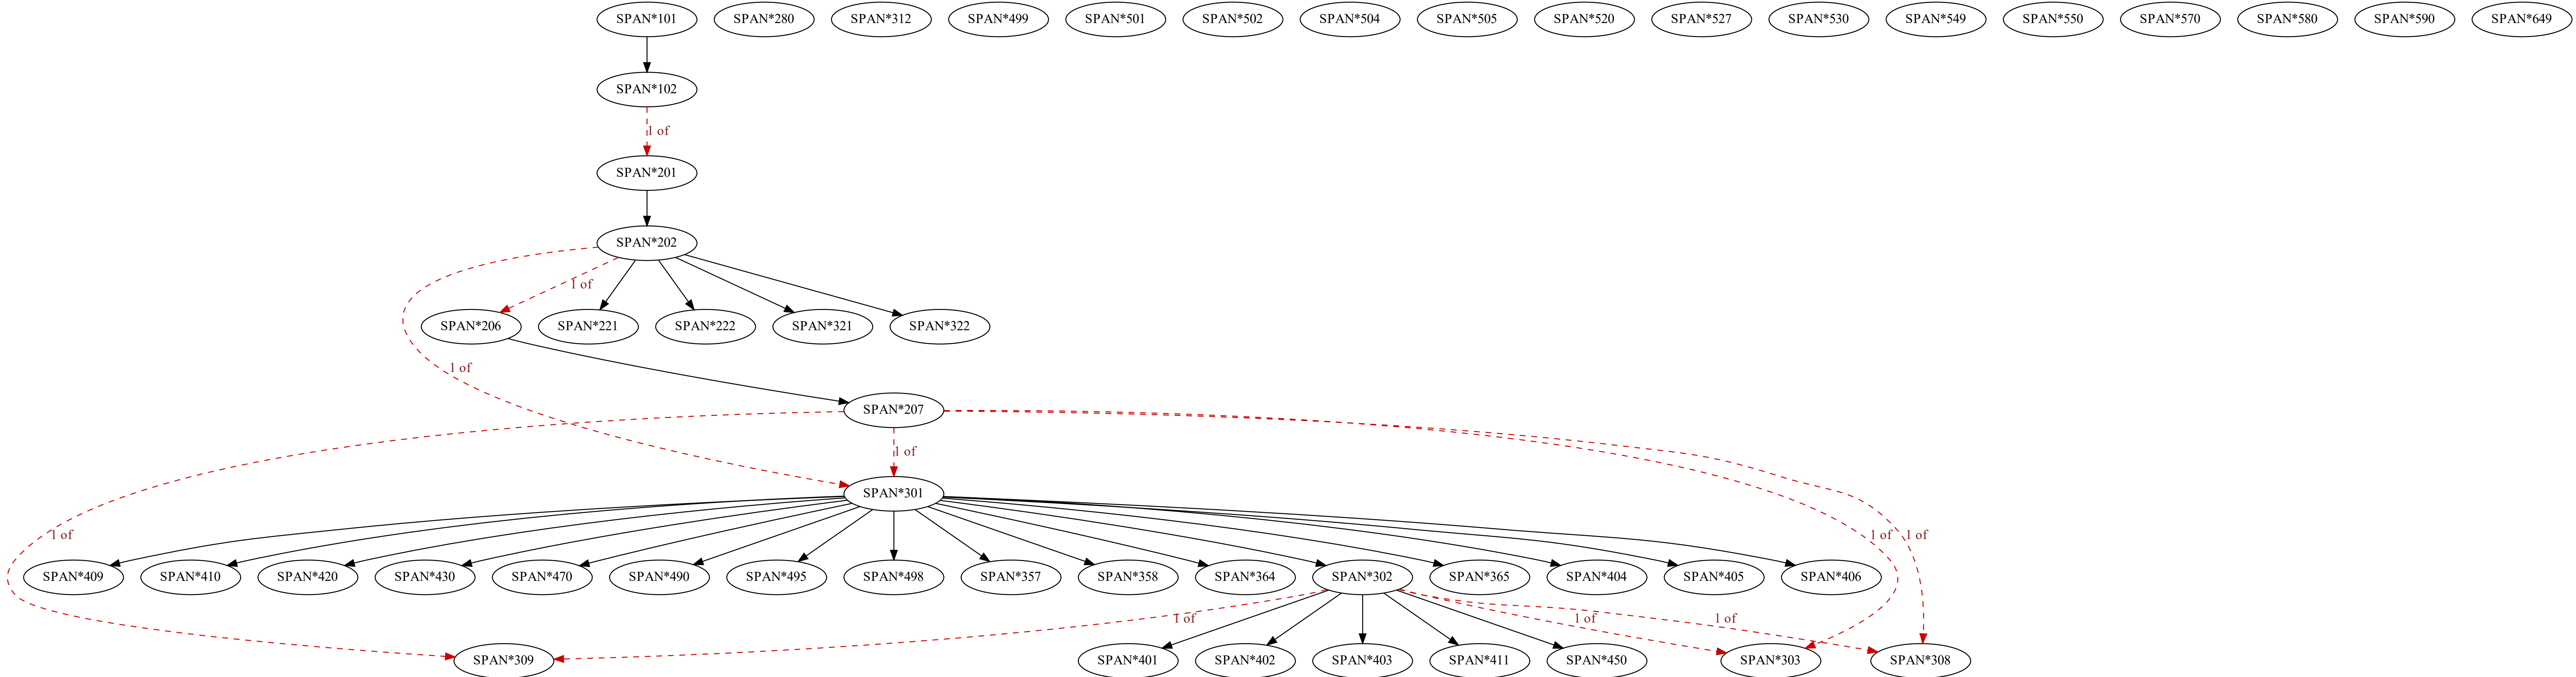 SPAN*101 SPAN*280 SPAN*312 SPAN*499 SPAN*501 SPAN*502 SPAN*504 SPAN*505 SPAN*520 SPAN*527 SPAN*530 SPAN*549 SPAN*550 SPAN*570 SPAN*580 SPAN*590 SPAN*649
SPAN*102
1 of
SPAN*201
SPAN*202
1 of
SPAN*206 SPAN*221 SPAN*222 SPAN*321 SPAN*322
1 of
SPAN*207
1 of
SPAN*301
1 of 1 of 1 of
SPAN*409 SPAN*410 SPAN*420 SPAN*430 SPAN*470 SPAN*490 SPAN*495 SPAN*498 SPAN*357 SPAN*358 SPAN*364 SPAN*302 SPAN*365 SPAN*404 SPAN*405 SPAN*406
1 of 1 of 1 of
SPAN*309 SPAN*401 SPAN*402 SPAN*403 SPAN*411 SPAN*450 SPAN*303 SPAN*308